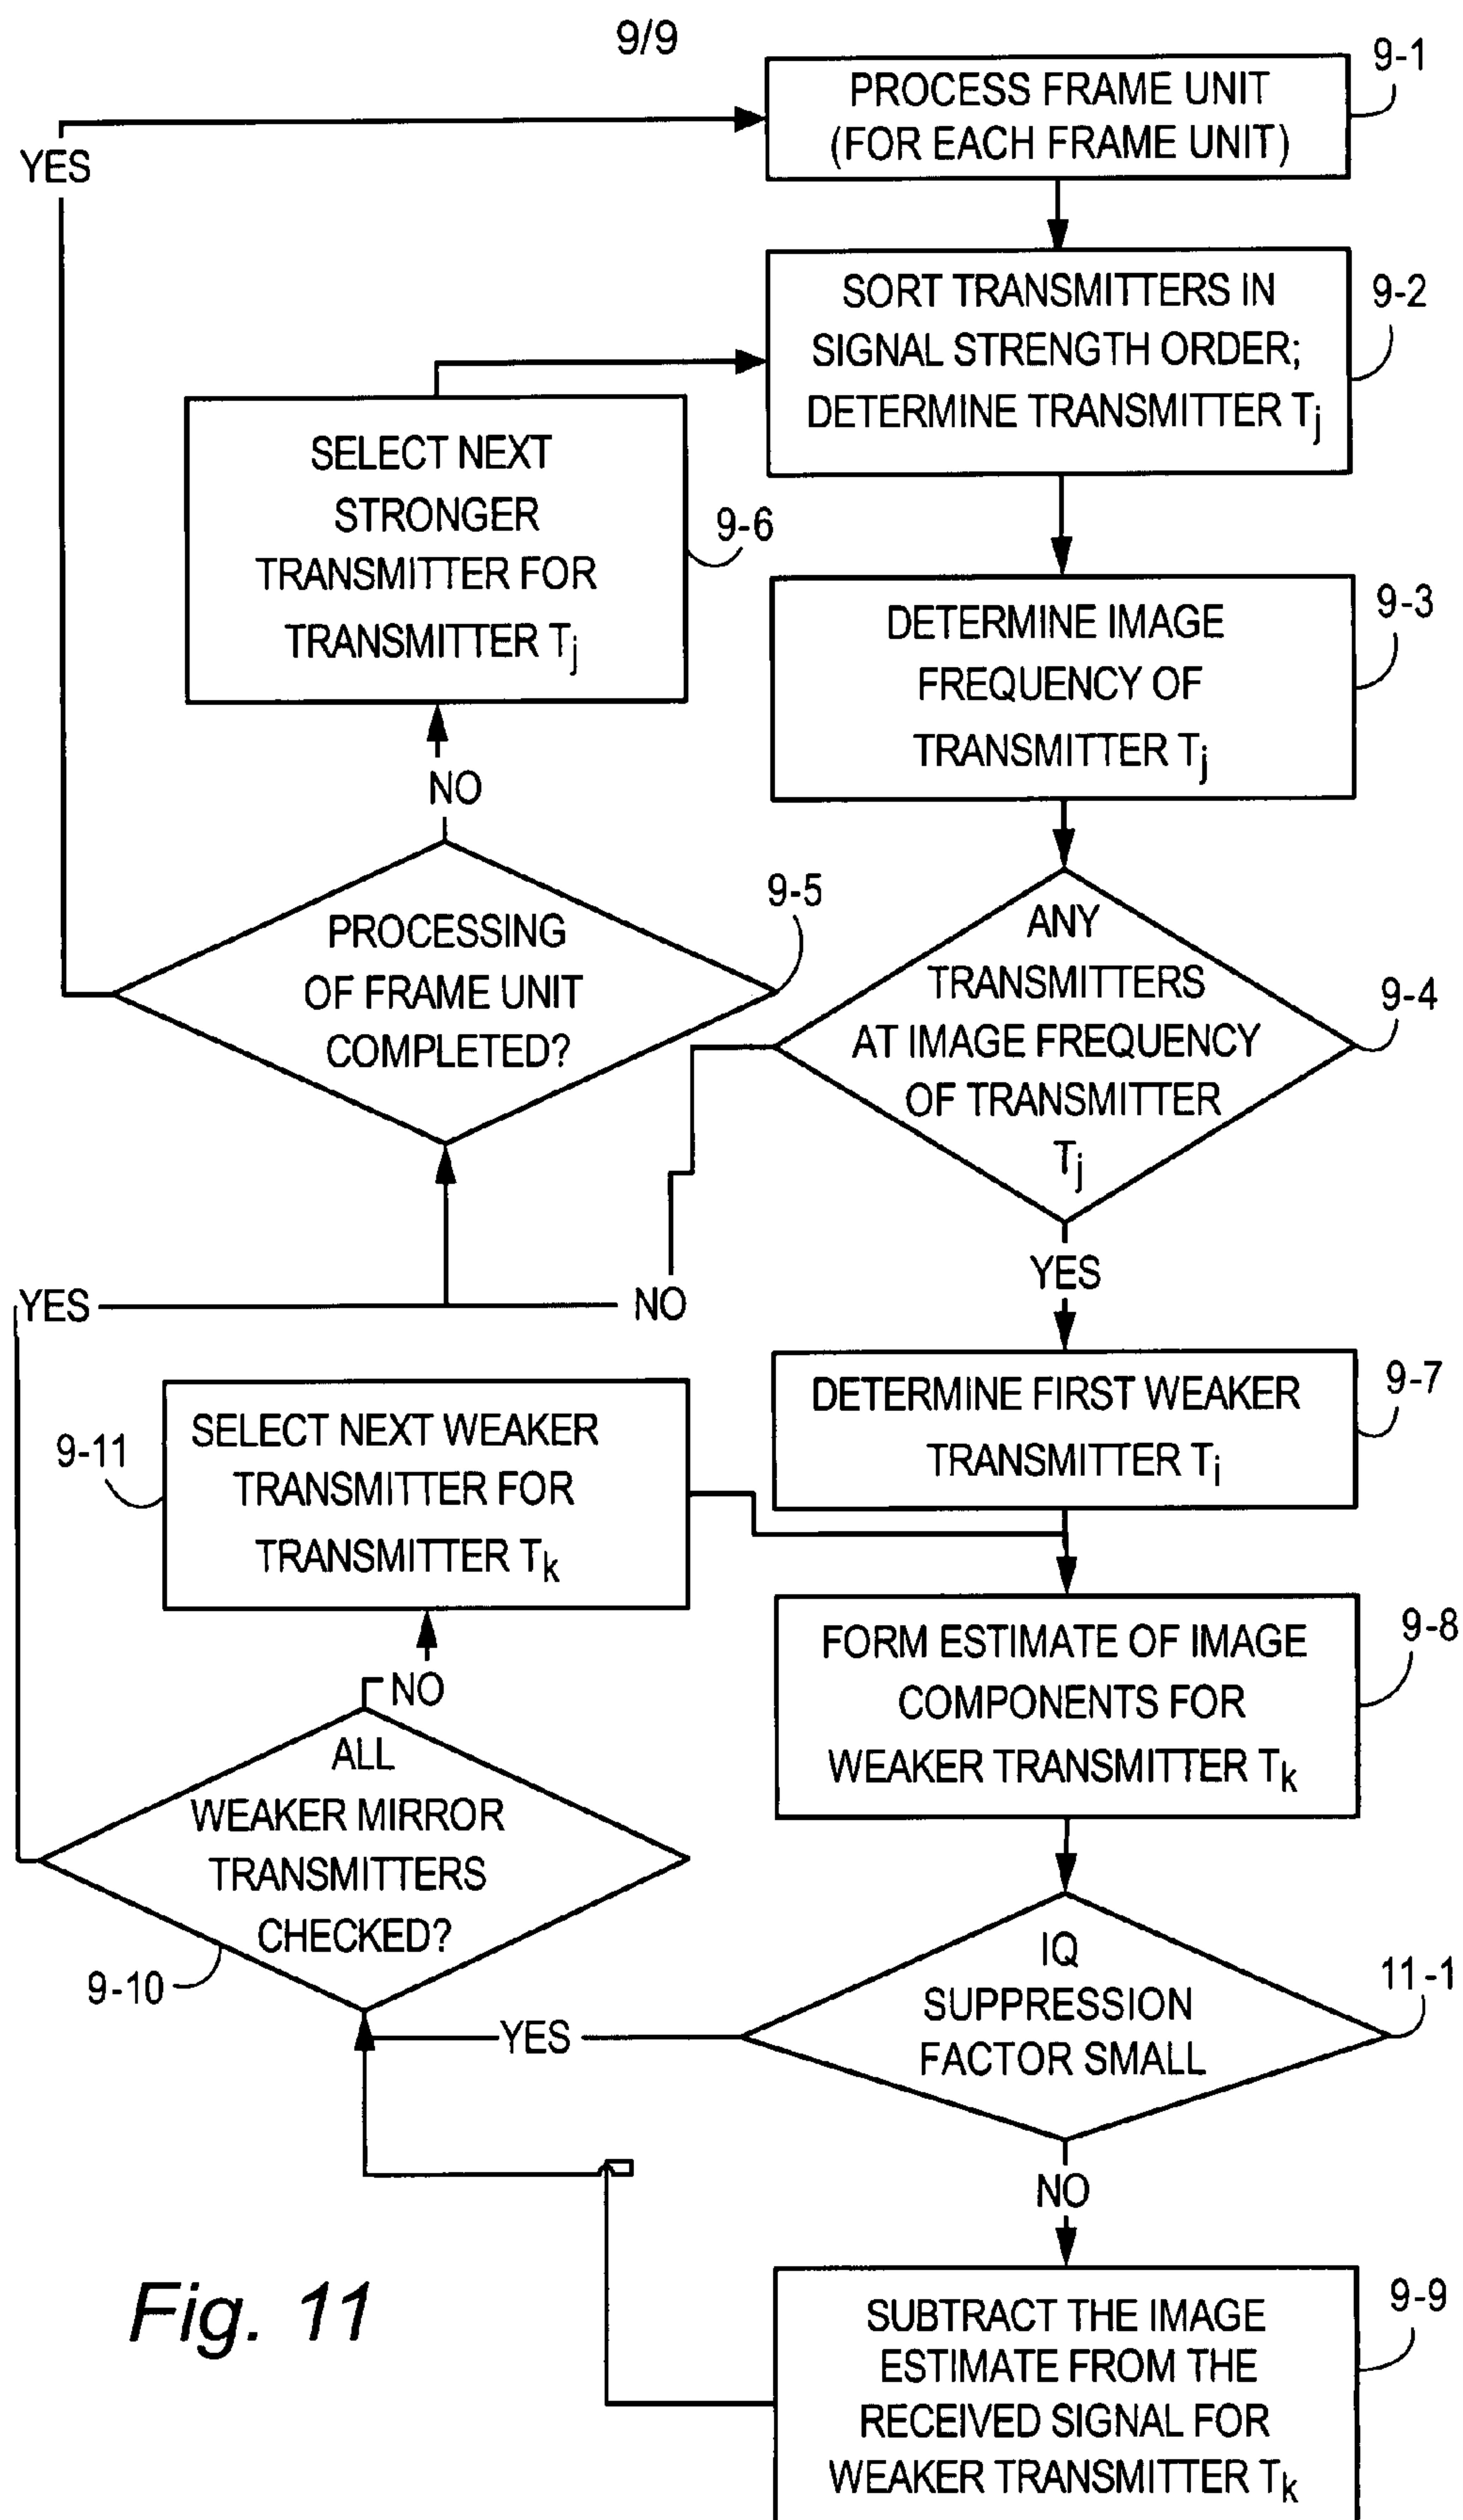 9/9
9-1
PROCESS FRAME UNIT
(FOR EACH FRAME UNIT)
YES
9-2
SORT TRANSMITTERS IN
SIGNAL STRENGTH ORDER;
DETERMINE TRANSMITTER Tj
SELECT NEXT
STRONGER
TRANSMITTER FOR
TRANSMITTER Tj
9-6
9-3
DETERMINE IMAGE
FREQUENCY OF
TRANSMITTER Tj
NO
9-5
PROCESSING
OF FRAME UNIT
COMPLETED?
ANY
TRANSMITTERS
AT IMAGE FREQUENCY
OF TRANSMITTER
Tj
9-4
YES
YES
NO
9-7
DETERMINE FIRST WEAKER
TRANSMITTER Ti
9-11
SELECT NEXT WEAKER
TRANSMITTER FOR
TRANSMITTER Tk
9-8
FORM ESTIMATE OF IMAGE
COMPONENTS FOR
WEAKER TRANSMITTER Tk
NO
ALL
WEAKER MIRROR
TRANSMITTERS
CHECKED?
9-10
IQ
SUPPRESSION
FACTOR SMALL
11-1
YES
NO
9-9
SUBTRACT THE IMAGE
ESTIMATE FROM THE
RECEIVED SIGNAL FOR
WEAKER TRANSMITTER Tk
Fig. 11